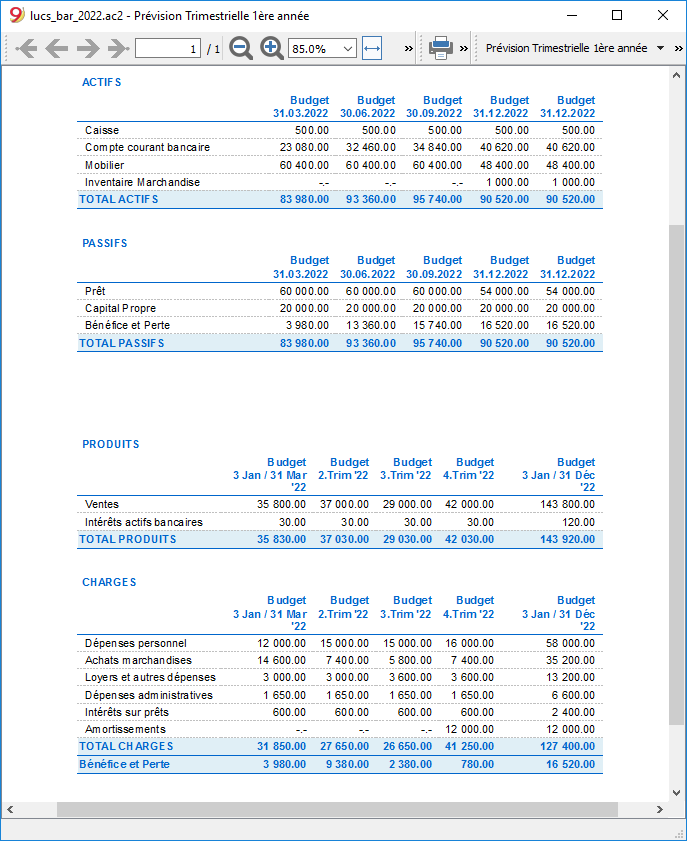 lucs_bar_2022.ac2 - Prévision Trimestrielle 1ère année
1 / 1 85.0% » » Prévision Trimestrielle 1ère année »
ACTIFS
Budget Budget Budget Budget Budget
31.03.2022 30.06.2022 30.09.2022 31.12.2022 31.12.2022
Caisse 500.00 500.00 500.00 500.00 500.00
Compte courant bancaire 23 080.00 32 460.00 34 840.00 40 620.00 40 620.00
Mobilier 60 400.00 60 400.00 60 400.00 48 400.00 48 400.00
Inventaire Marchandise -.- -.- -.- 1 000.00 1 000.00
TOTAL ACTIFS 83 980.00 93 360.00 95 740.00 90 520.00 90 520.00
PASSIFS
Budget Budget Budget Budget Budget
31.03.2022 30.06.2022 30.09.2022 31.12.2022 31.12.2022
Prêt 60 000.00 60 000.00 60 000.00 54 000.00 54 000.00
Capital Propre 20 000.00 20 000.00 20 000.00 20 000.00 20 000.00
Bénéfice et Perte 3 980.00 13 360.00 15 740.00 16 520.00 16 520.00
TOTAL PASSIFS 83 980.00 93 360.00 95 740.00 90 520.00 90 520.00
PRODUITS
Budget Budget Budget Budget Budget
3 Jan / 31 Mar 2.Trim '22 3.Trim '22 4.Trim '22 3 Jan / 31 Déc
'22 '22
Ventes 35 800.00 37 000.00 29 000.00 42 000.00 143 800.00
Intérêts actifs bancaires 30.00 30.00 30.00 30.00 120.00
TOTAL PRODUITS 35 830.00 37 030.00 29 030.00 42 030.00 143 920.00
CHARGES
Budget Budget Budget Budget Budget
3 Jan / 31 Mar 2.Trim '22 3.Trim '22 4.Trim '22 3 Jan / 31 Déc
'22 '22
Dépenses personnel 12 000.00 15 000.00 15 000.00 16 000.00 58 000.00
Achats marchandises 14 600.00 7 400.00 5 800.00 7 400.00 35 200.00
Loyers et autres dépenses 3 000.00 3 000.00 3 600.00 3 600.00 13 200.00
Dépenses administratives 1 650.00 1 650.00 1 650.00 1 650.00 6 600.00
Intérêts sur prêts 600.00 600.00 600.00 600.00 2 400.00
Amortissements -.- -.- -.- 12 000.00 12 000.00
TOTAL CHARGES 31 850.00 27 650.00 26 650.00 41 250.00 127 400.00
Bénéfice et Perte 3 980.00 9 380.00 2 380.00 780.00 16 520.00